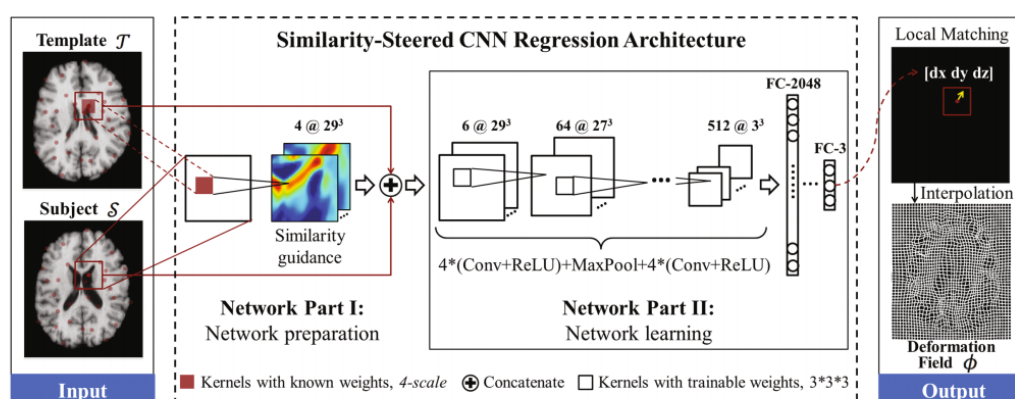 Template 𝒯
Subject 𝒮
Input
Similarity-Steered CNN Regression Architecture
4 @ 29³
Similarity
guidance
Network Part I:
Network preparation
6 @ 29³
64 @ 27³
512 @ 3³
FC-2048
FC-3
4*(Conv+ReLU)+MaxPool+4*(Conv+ReLU)
Network Part II:
Network learning
Kernels with known weights, 4-scale
Concatenate
Kernels with trainable weights, 3*3*3
Local Matching
[dx dy dz]
Interpolation
Deformation
Field ϕ
Output